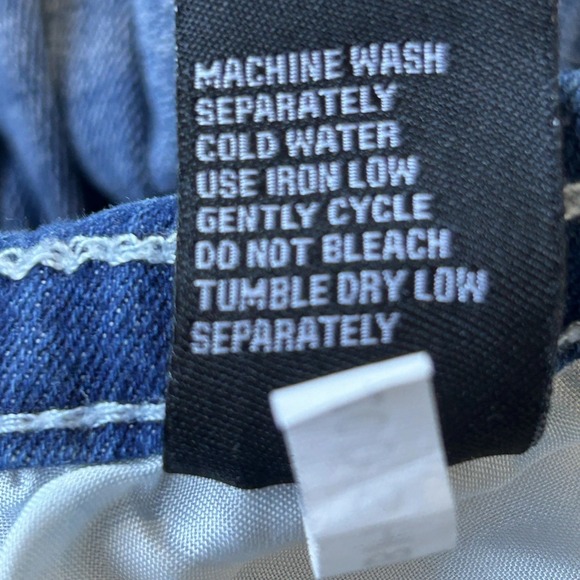 MACHINE WASH
SEPARATELY
COLD WATER
USE IRON LOW
GENTLY CYCLE
DO NOT BLEACH
TUMBLE DRY LOW
SEPARATELY